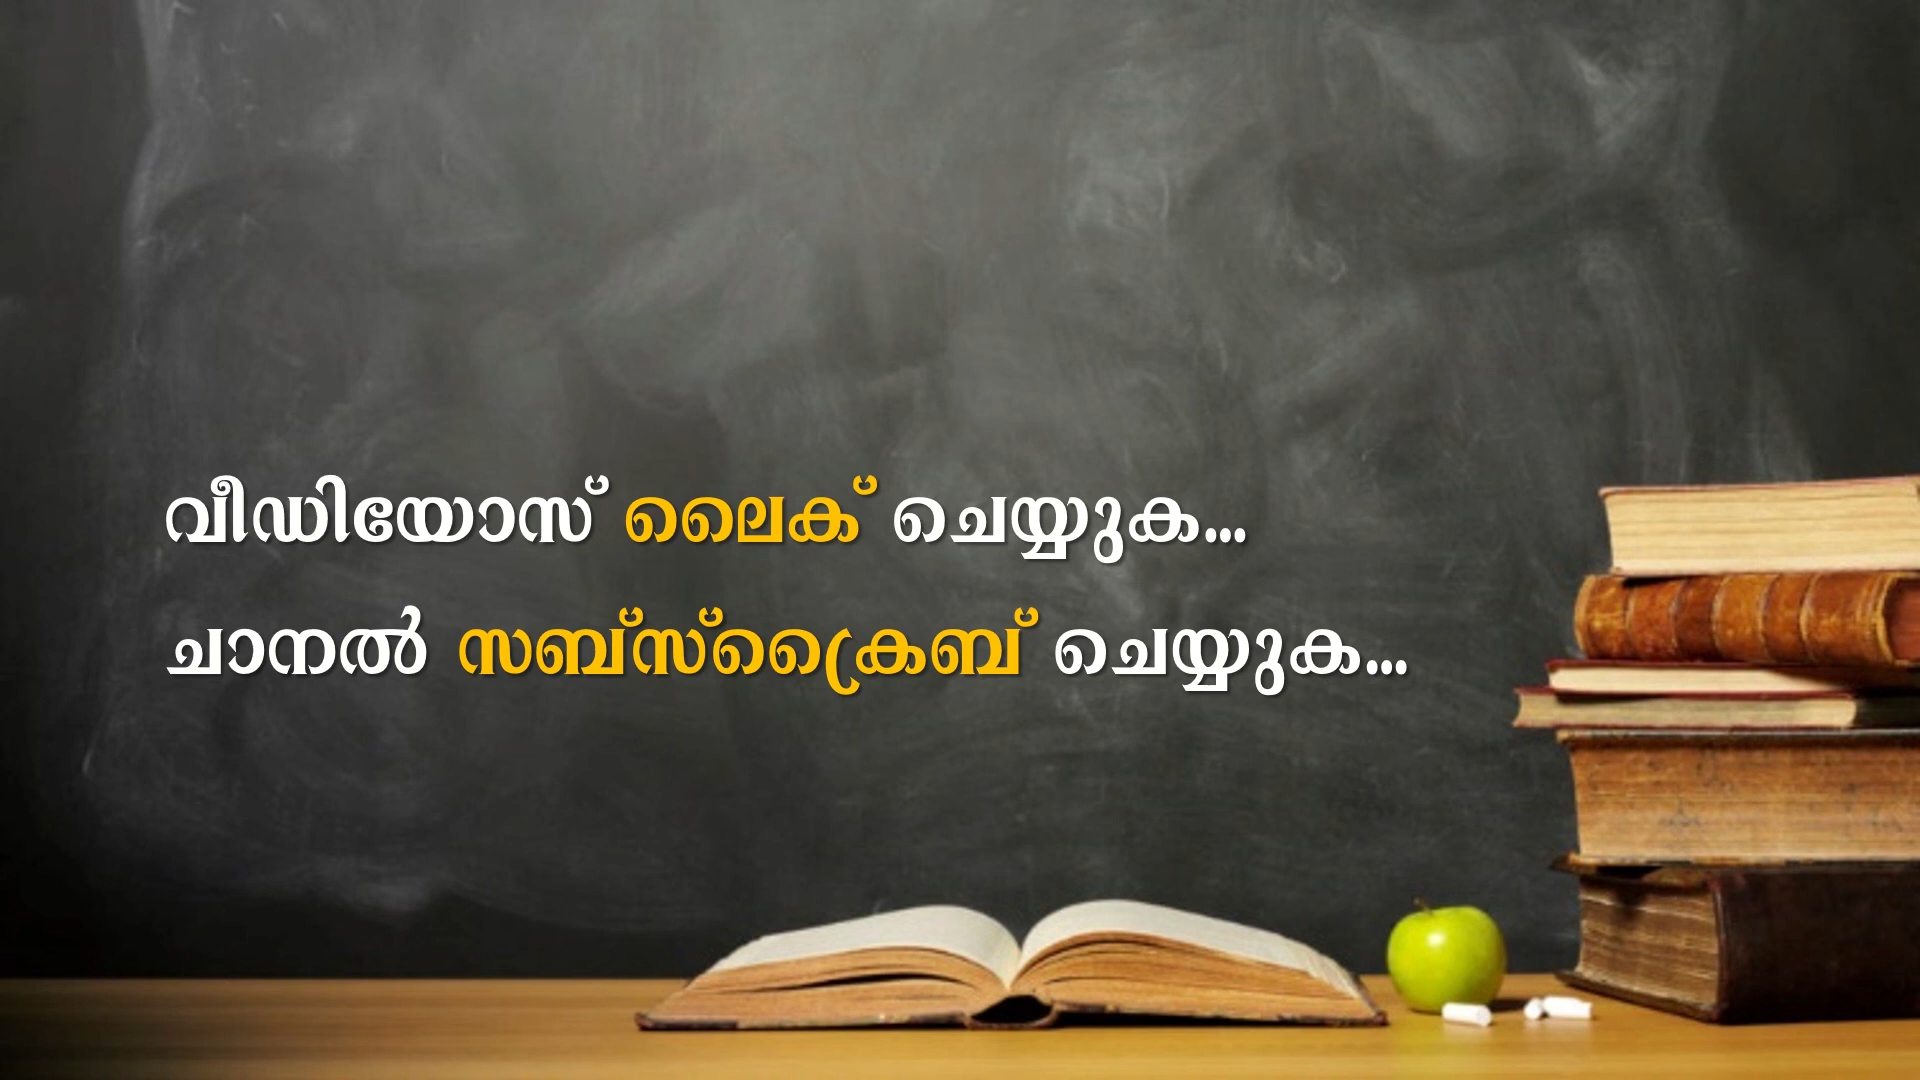 വീഡിയോസ് ലൈക് ചെയ്യുക...
ചാനൽ സബ്സ്ക്രൈബ് ചെയ്യുക...